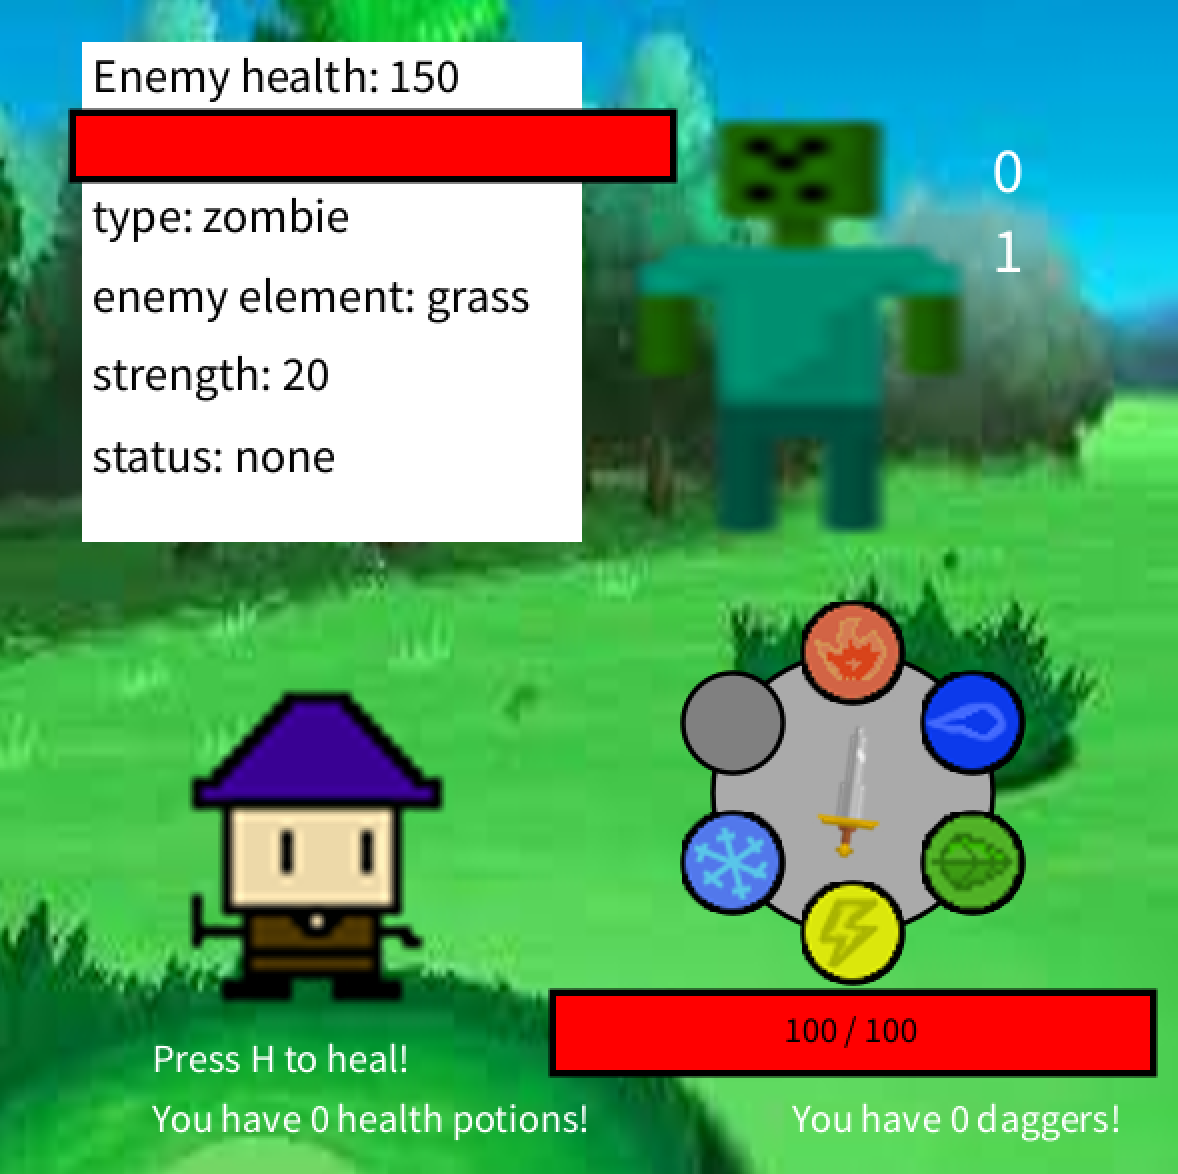 Enemy health: 150
type: zombie
enemy element: grass
strength: 20
status: none
0
1
100 / 100
Press H to heal!
You have 0 health potions!
You have 0 daggers!